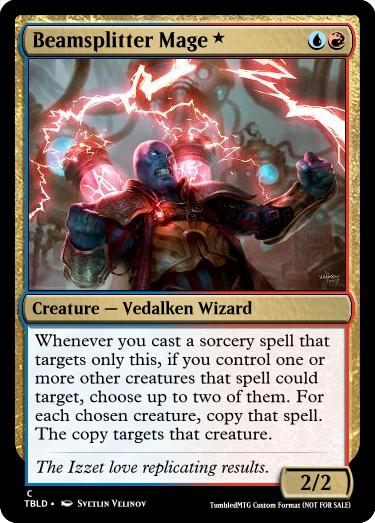 Beamsplitter Mage ★
Creature — Vedalken Wizard
Whenever you cast a sorcery spell that
targets only this, if you control one or
more other creatures that spell could
target, choose up to two of them. For
each chosen creature, copy that spell.
The copy targets that creature.
The Izzet love replicating results.
2/2
C
TBLD • Svetlin Velinov
TumbledMTG Custom Format (NOT FOR SALE)